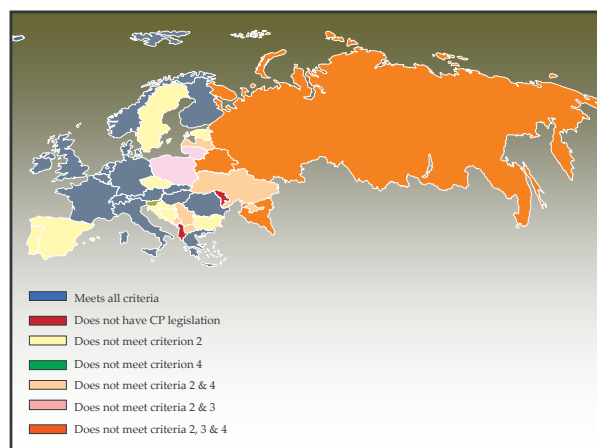 Meets all criteria
Does not have CP legislation
Does not meet criterion 2
Does not meet criterion 4
Does not meet criteria 2 & 4
Does not meet criteria 2 & 3
Does not meet criteria 2, 3 & 4